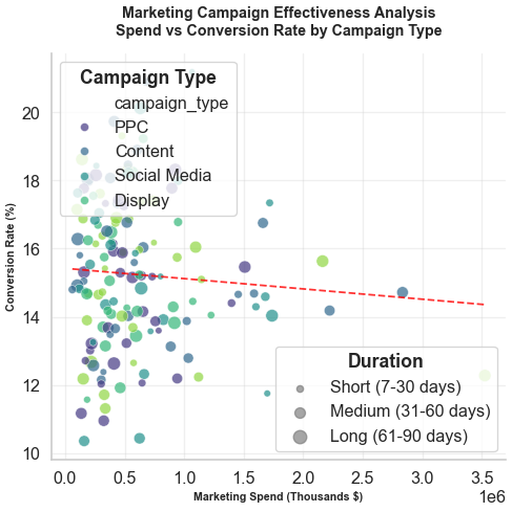 Marketing Campaign Effectiveness Analysis
Spend vs Conversion Rate by Campaign Type
Campaign Type
campaign_type
PPC
Content
Social Media
Display
Conversion Rate (%)
20
18
16
14
12
10
Duration
Short (7-30 days)
Medium (31-60 days)
Long (61-90 days)
0.0 0.5 1.0 1.5 2.0 2.5 3.0 3.5
1e6
Marketing Spend (Thousands $)